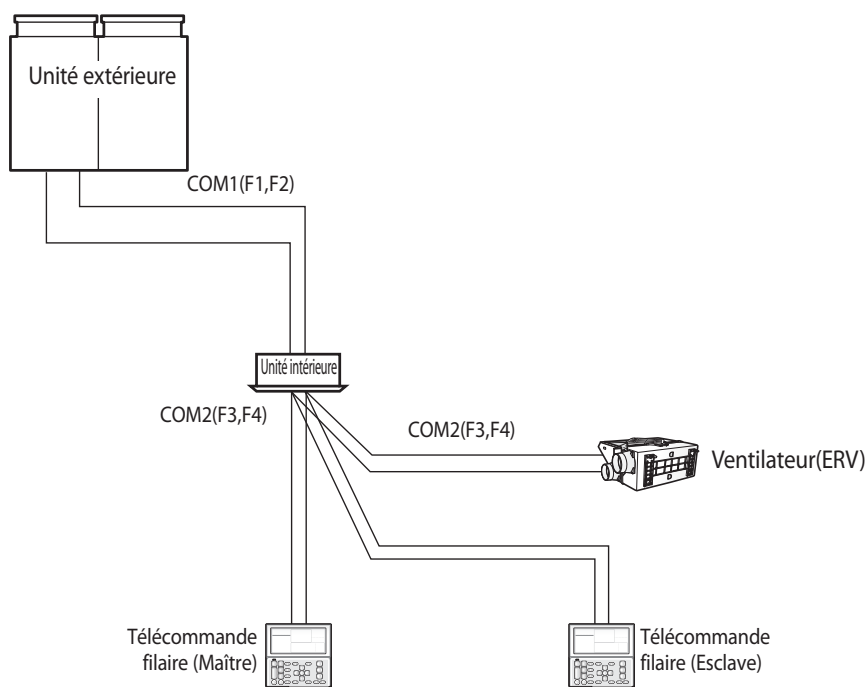 Unité extérieure
COM1(F1,F2)
Unité intérieure
COM2(F3,F4)
COM2(F3,F4)
Ventilateur(ERV)
Télécommande
filaire (Maître)
Télécommande
filaire (Esclave)